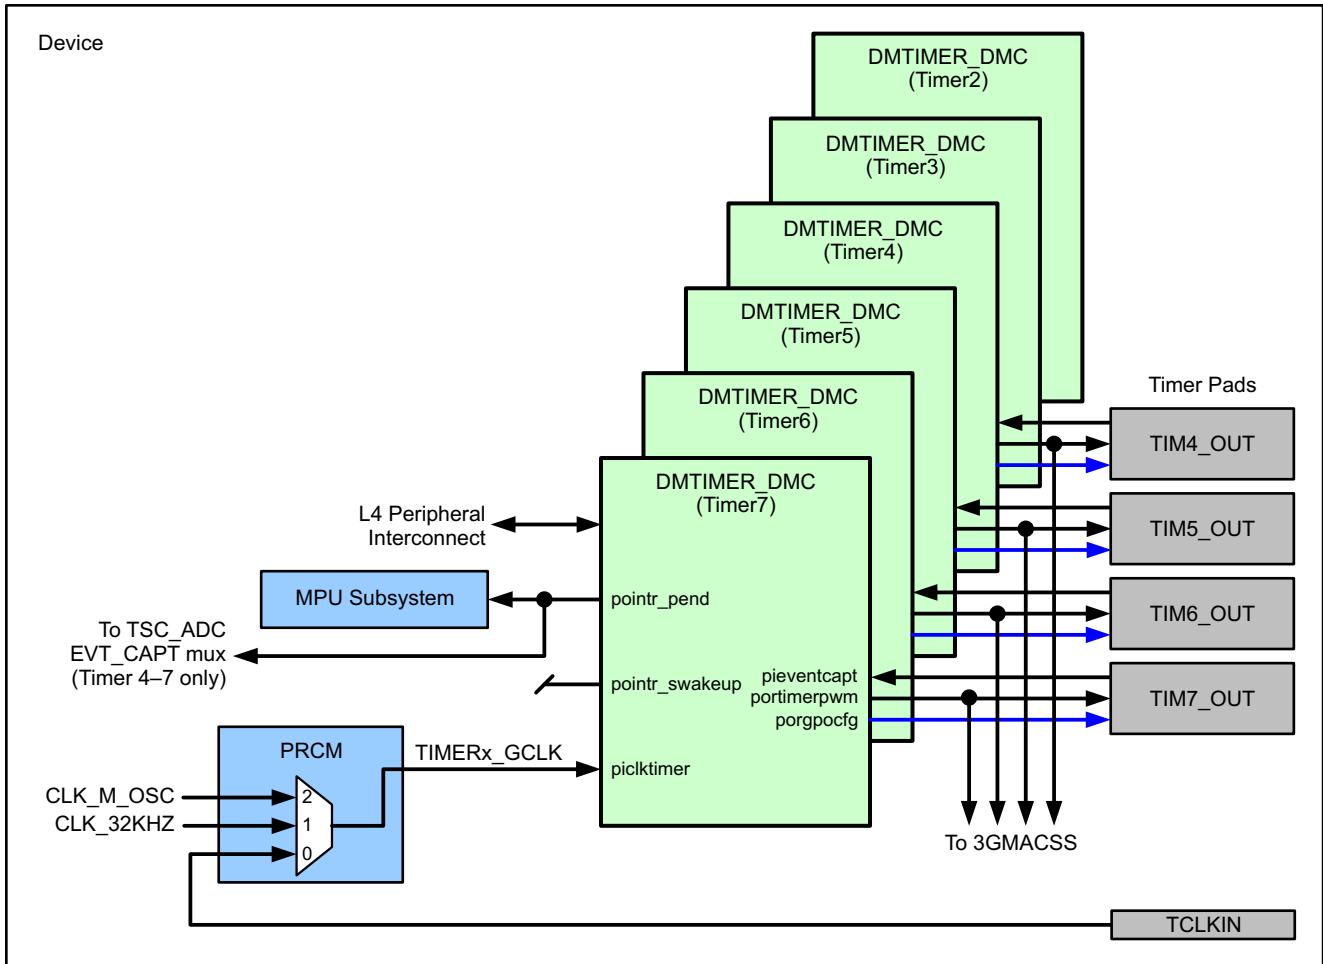 Device
DMTIMER_DMC
(Timer2)
DMTIMER_DMC
(Timer3)
DMTIMER_DMC
(Timer4)
DMTIMER_DMC
(Timer5)
DMTIMER_DMC
(Timer6)
DMTIMER_DMC
(Timer7)
Timer Pads
TIM4_OUT
TIM5_OUT
TIM6_OUT
TIM7_OUT
L4 Peripheral
Interconnect
MPU Subsystem
pointr_pend
To TSC_ADC
EVT_CAPT mux
(Timer 4–7 only)
pointr_swakeup
pieventcapt
portimerpwm
porgpocfg
PRCM
TIMERx_GCLK
piclktimer
CLK_M_OSC
2
CLK_32KHZ
1
0
To 3GMACSS
TCLKIN